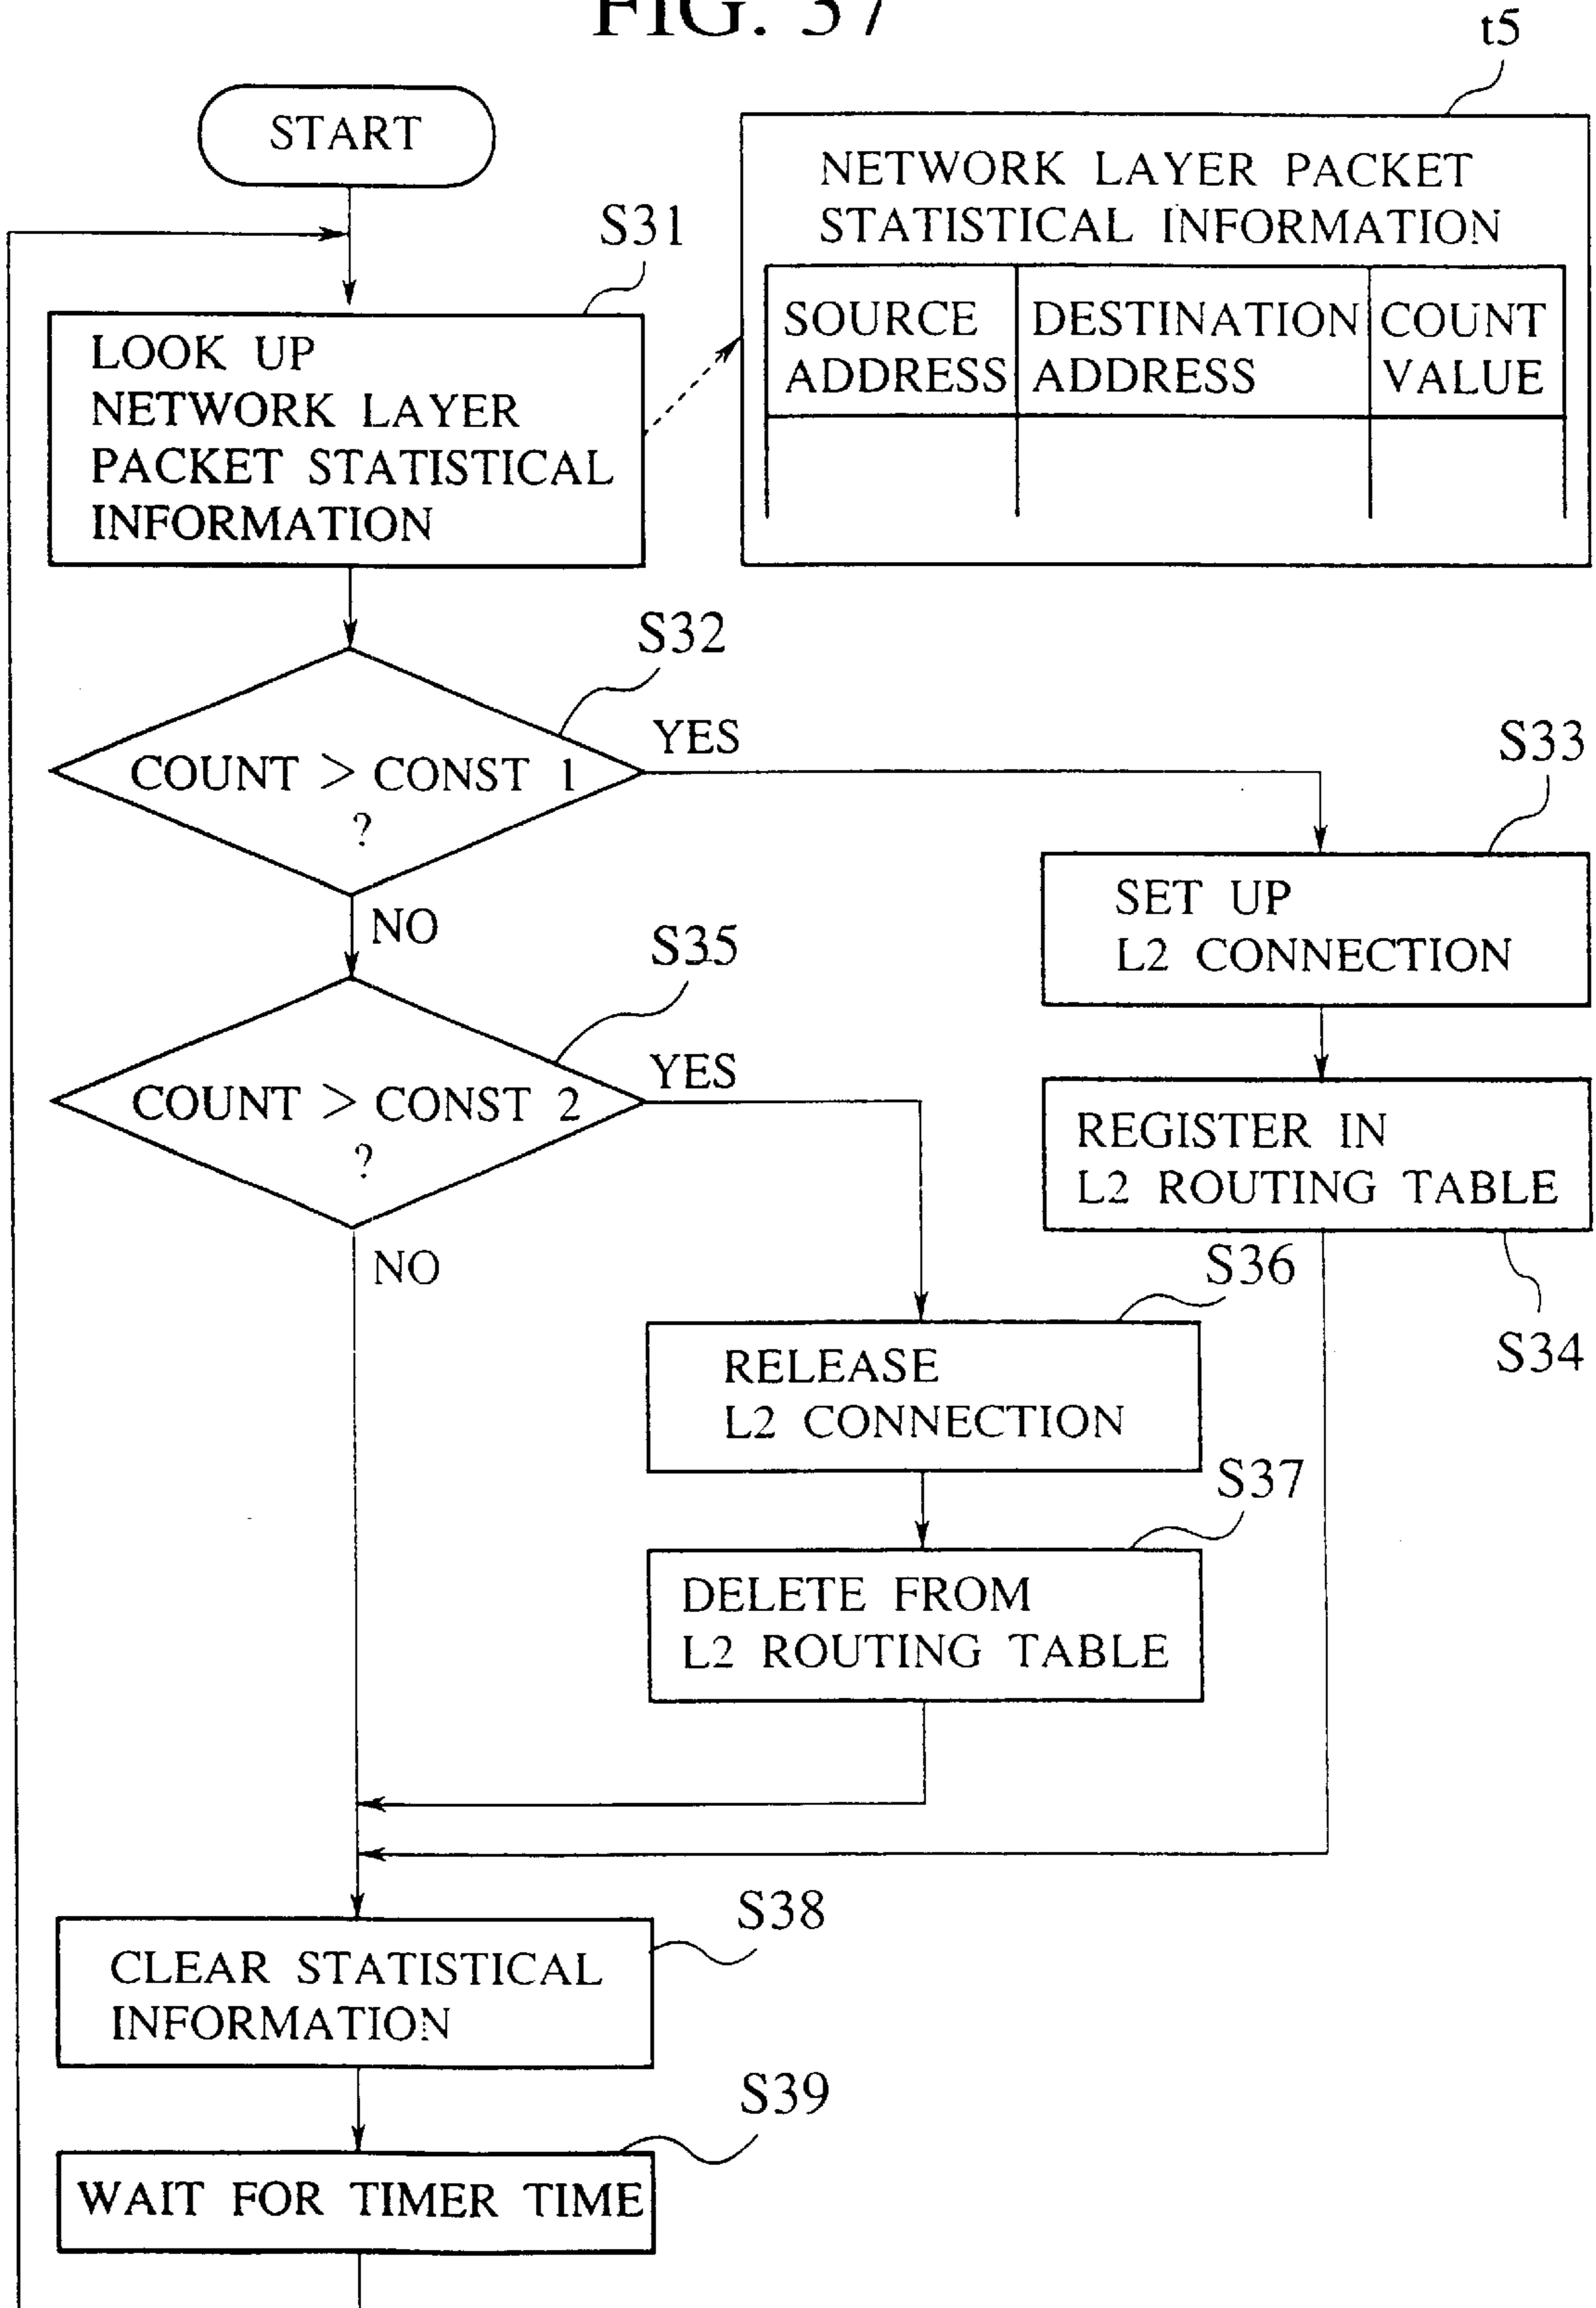 FIG. 37
t5
START
NETWORK LAYER PACKET
STATISTICAL INFORMATION
S31
SOURCE
ADDRESS
DESTINATION
ADDRESS
COUNT
VALUE
LOOK UP
NETWORK LAYER
PACKET STATISTICAL
INFORMATION
S32
COUNT > CONST 1
?
YES
NO
S33
SET UP
L2 CONNECTION
S35
COUNT > CONST 2
?
YES
NO
REGISTER IN
L2 ROUTING TABLE
S34
S36
RELEASE
L2 CONNECTION
S37
DELETE FROM
L2 ROUTING TABLE
S38
CLEAR STATISTICAL
INFORMATION
S39
WAIT FOR TIMER TIME